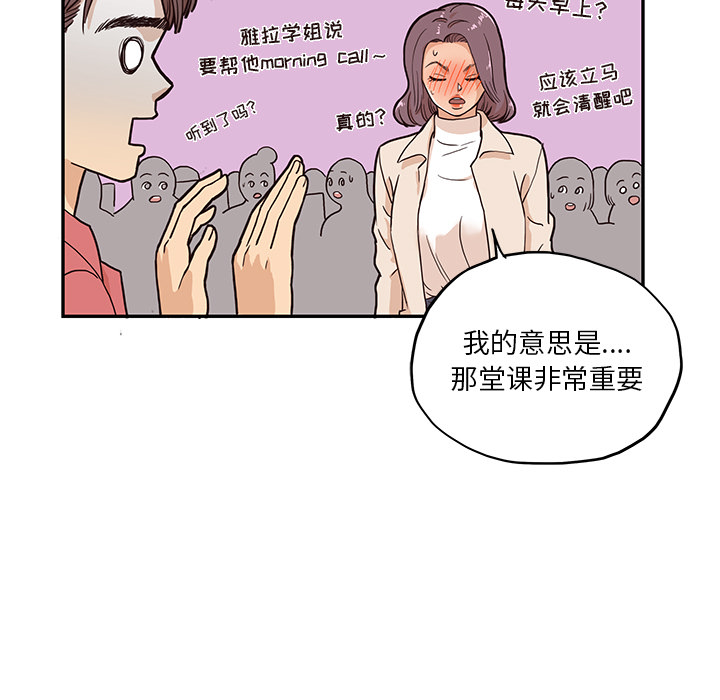 每天早上?
雅拉学姐说
要帮他morning call~
听到了吗?
真的?
应该立马
就会清醒吧
我的意思是....
那堂课非常重要